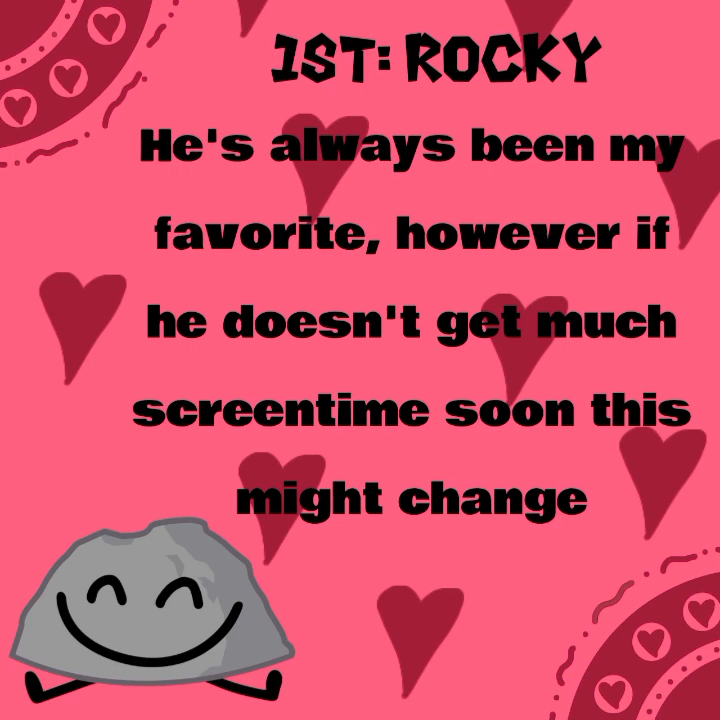 1ST: ROCKY
He's always been my
favorite, however if
he doesn't get much
screentime soon this
might change